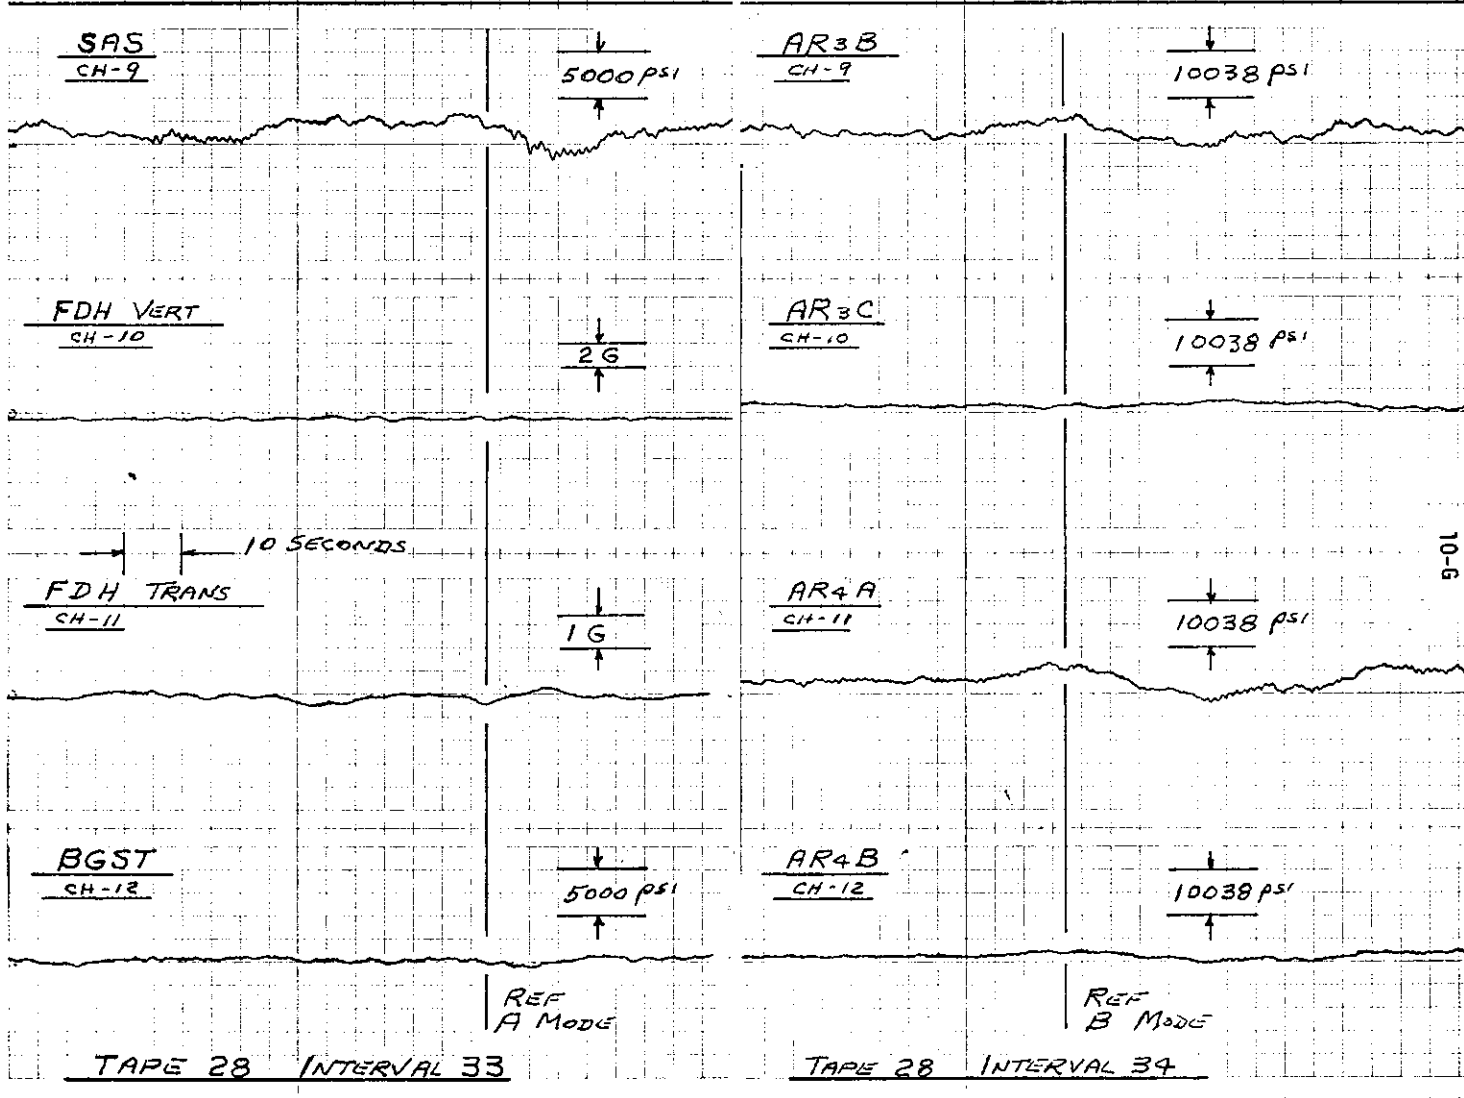 SAS
CH-9
5000 psi
FDH VERT
CH-10
2 G
10 SECONDS
FDH TRANS
CH-11
1 G
BGST
CH-12
5000 psi
REF
A MODE
TAPE 28 INTERVAL 33
AR3B
CH-9
10038 psi
AR3C
CH-10
10038 psi
AR4A
CH-11
10038 psi
AR4B
CH-12
10038 psi
REF
B MODE
TAPE 28 INTERVAL 34
10-G